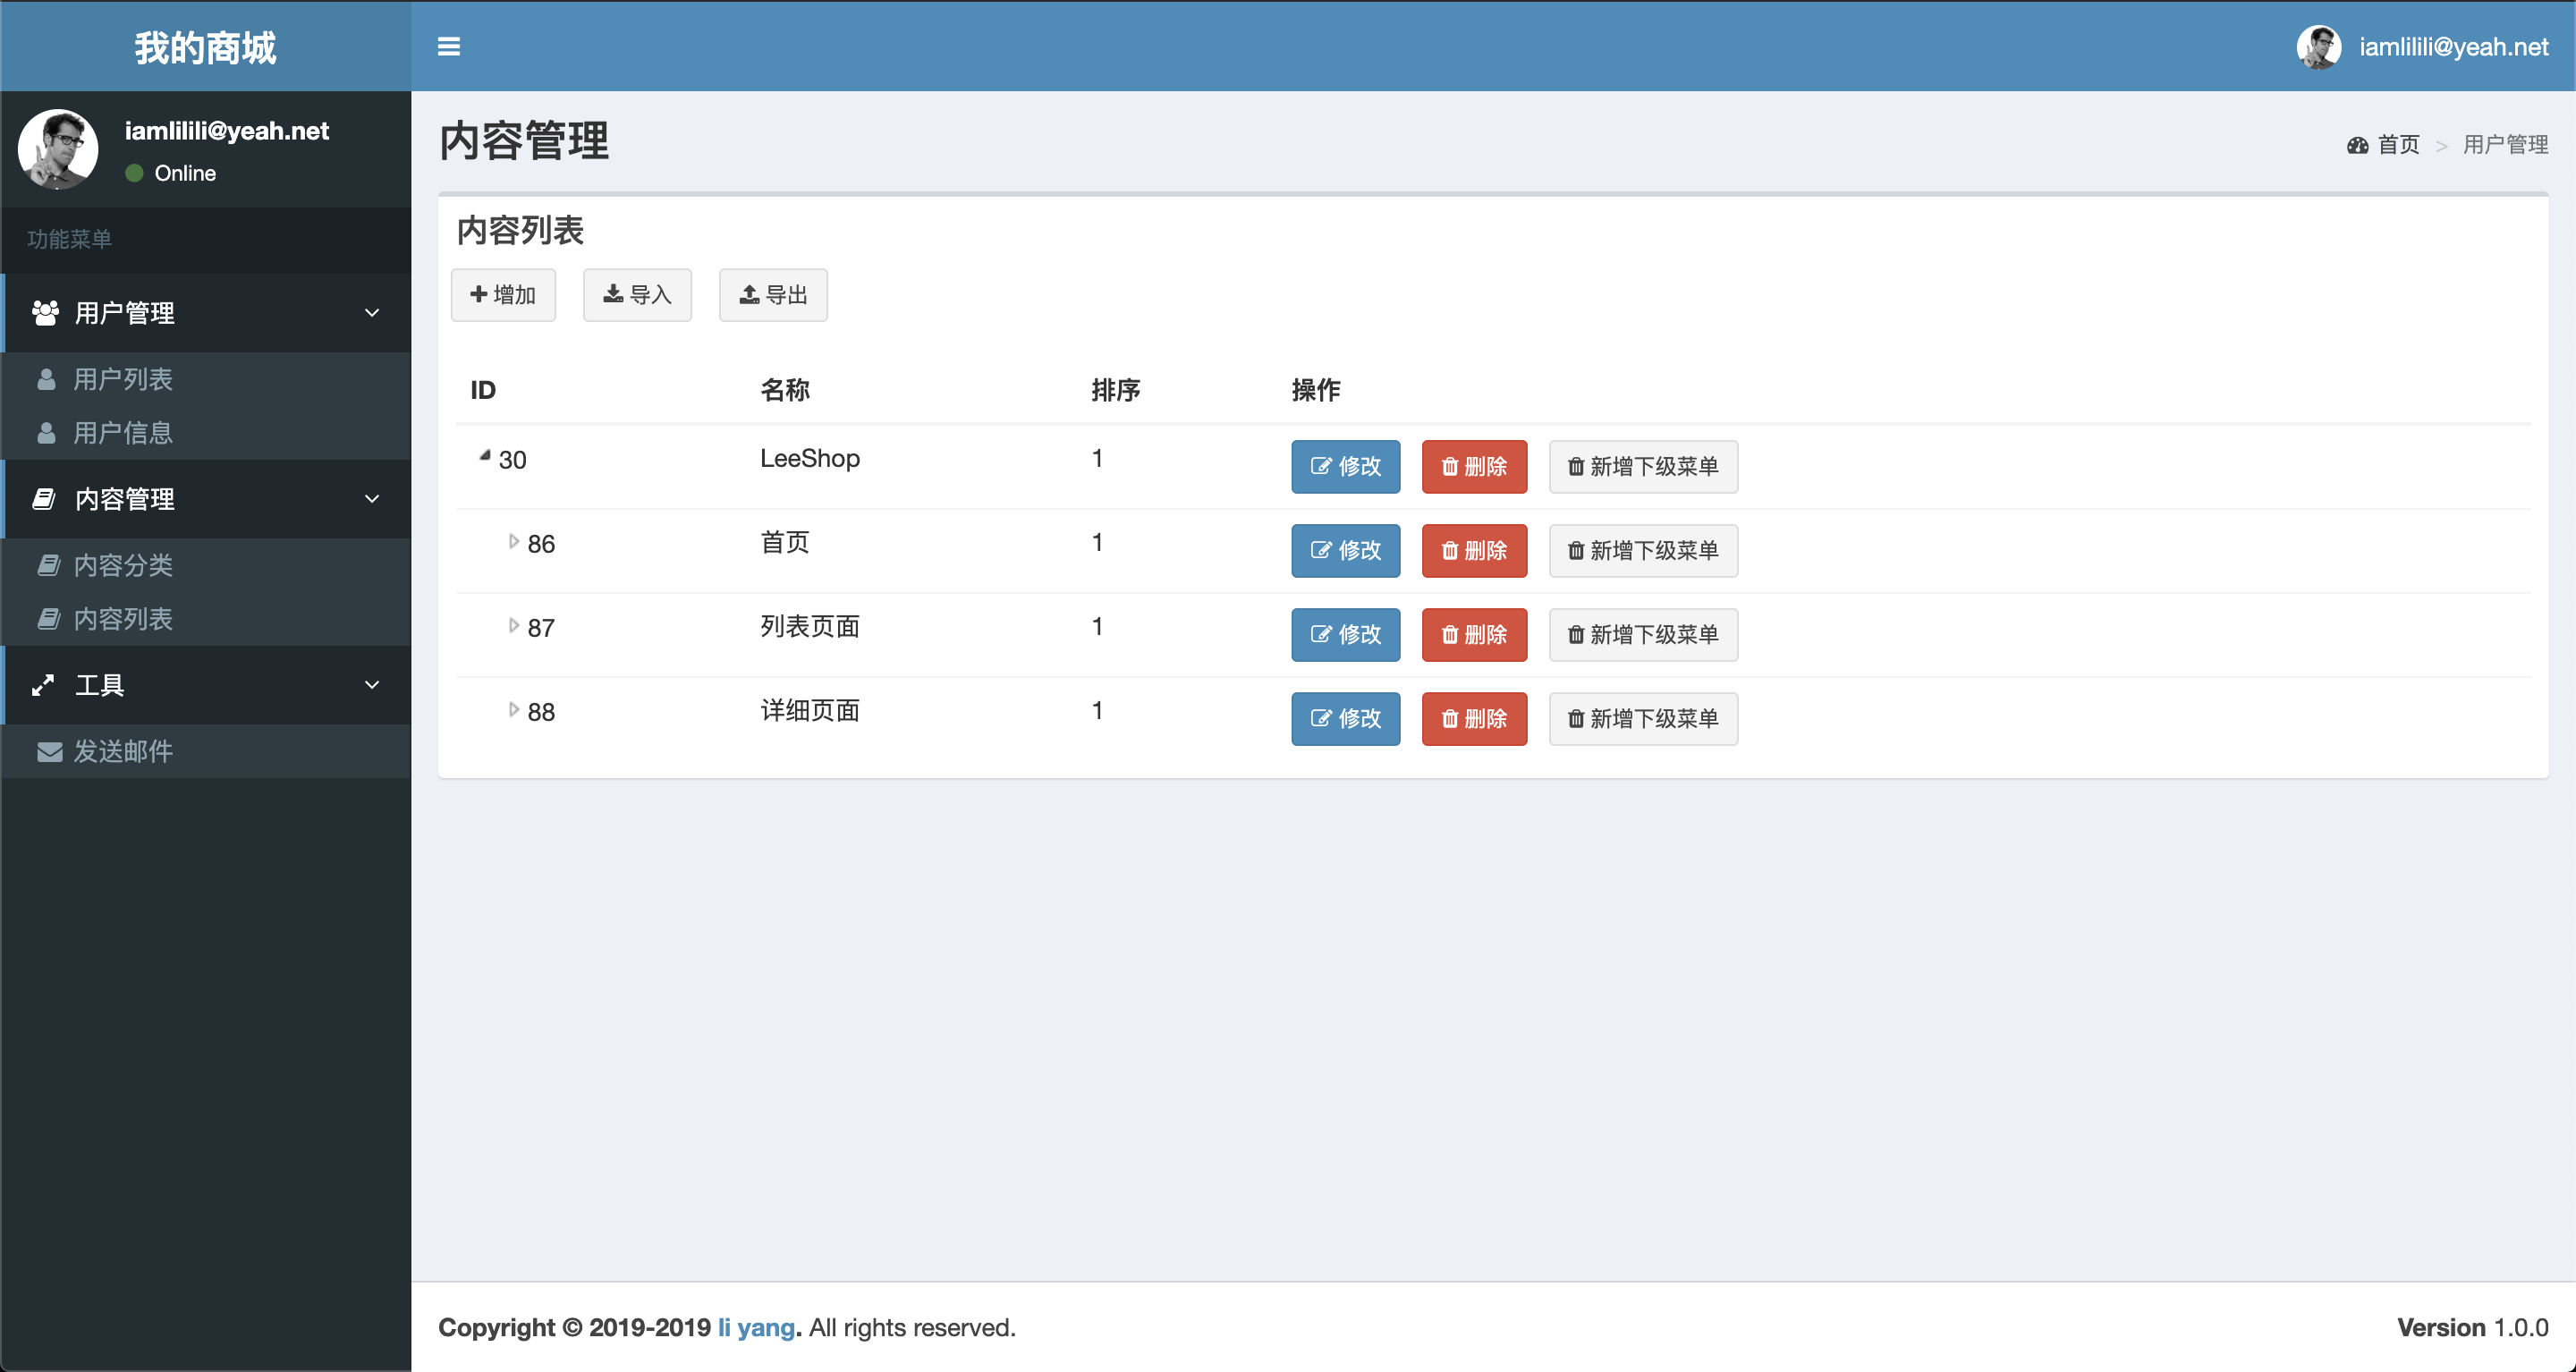 我的商城
iamlilili@yeah.net
iamlilili@yeah.net
Online
功能菜单
用户管理
用户列表
用户信息
内容管理
内容分类
内容列表
工具
发送邮件
内容管理
首页 > 用户管理
内容列表
增加 导入 导出
ID 名称 排序 操作
30 LeeShop 1 修改 删除 新增下级菜单
86 首页 1 修改 删除 新增下级菜单
87 列表页面 1 修改 删除 新增下级菜单
88 详细页面 1 修改 删除 新增下级菜单
Copyright © 2019-2019 li yang. All rights reserved.
Version 1.0.0